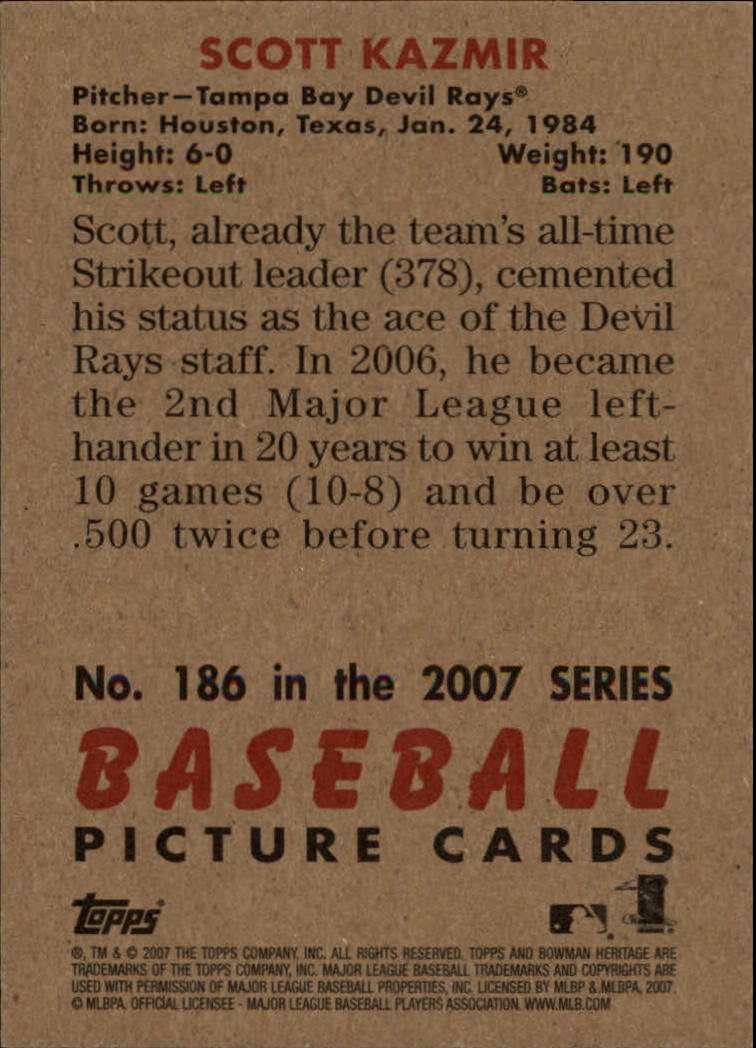 SCOTT KAZMIR
Pitcher—Tampa Bay Devil Rays®
Born: Houston, Texas, Jan. 24, 1984
Height: 6-0 Weight: 190
Throws: Left Bats: Left
Scott, already the team's all-time
Strikeout leader (378), cemented
his status as the ace of the Devil
Rays staff. In 2006, he became
the 2nd Major League left-
hander in 20 years to win at least
10 games (10-8) and be over
.500 twice before turning 23.
No. 186 in the 2007 SERIES
BASEBALL
PICTURE CARDS
Topps
®, TM & © 2007 THE TOPPS COMPANY, INC. ALL RIGHTS RESERVED. TOPPS AND BOWMAN HERITAGE ARE
TRADEMARKS OF THE TOPPS COMPANY, INC. MAJOR LEAGUE BASEBALL TRADEMARKS AND COPYRIGHTS ARE
USED WITH PERMISSION OF MAJOR LEAGUE BASEBALL PROPERTIES, INC. LICENSED BY MLBP & MLBPA, 2007.
© MLBPA. OFFICIAL LICENSEE - MAJOR LEAGUE BASEBALL PLAYERS ASSOCIATION. WWW.MLB.COM